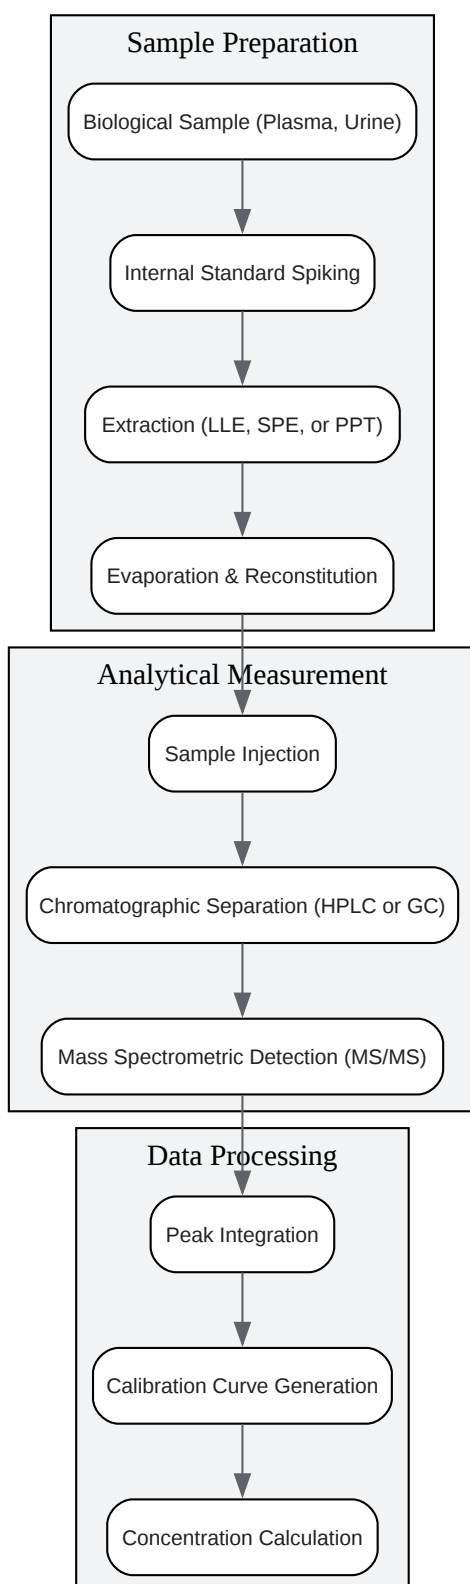 Sample Preparation
Biological Sample (Plasma, Urine)
Internal Standard Spiking
Extraction (LLE, SPE, or PPT)
Evaporation & Reconstitution
Analytical Measurement
Sample Injection
Chromatographic Separation (HPLC or GC)
Mass Spectrometric Detection (MS/MS)
Data Processing
Peak Integration
Calibration Curve Generation
Concentration Calculation